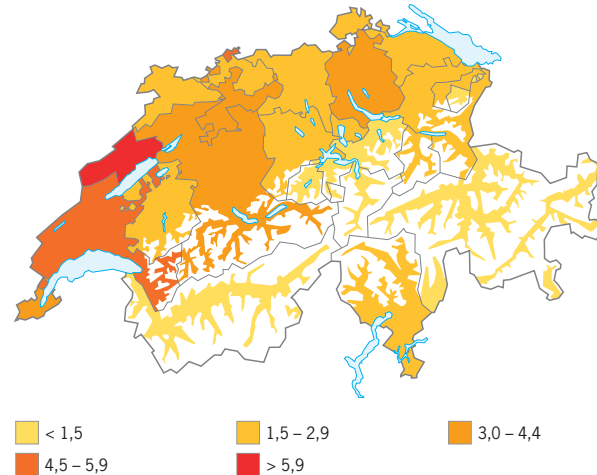 < 1,5
1,5 – 2,9
3,0 – 4,4
4,5 – 5,9
> 5,9